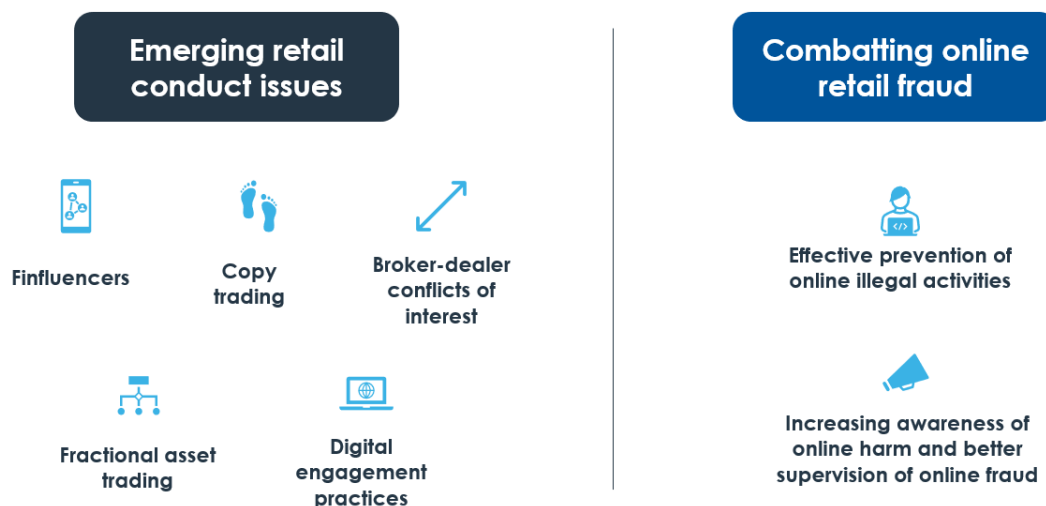 Emerging retail
conduct issues
Combatting online
retail fraud
Finfluencers
Copy
trading
Broker-dealer
conflicts of
interest
Fractional asset
trading
Digital
engagement
practices
Effective prevention of
online illegal activities
Increasing awareness of
online harm and better
supervision of online fraud